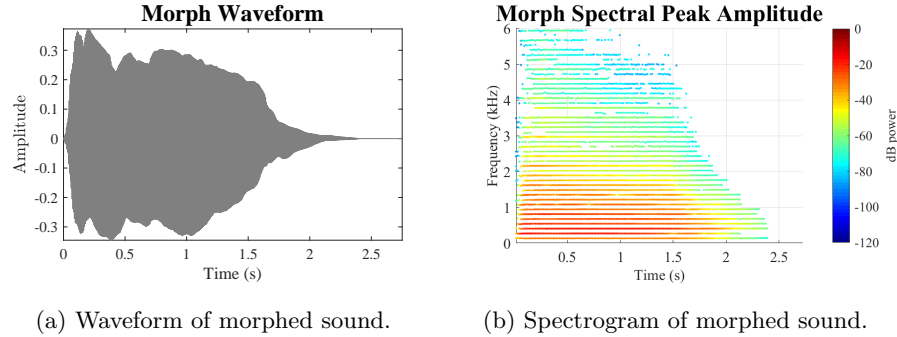 Morph Waveform
0.3
0.2
0.1
0
-0.1
-0.2
-0.3
Amplitude
0 0.5 1 1.5 2 2.5
Time (s)
(a) Waveform of morphed sound.
Morph Spectral Peak Amplitude
6
5
4
3
2
1
0
Frequency (kHz)
0.5 1 1.5 2 2.5
Time (s)
0
-20
-40
-60
-80
-100
-120
dB power
(b) Spectrogram of morphed sound.